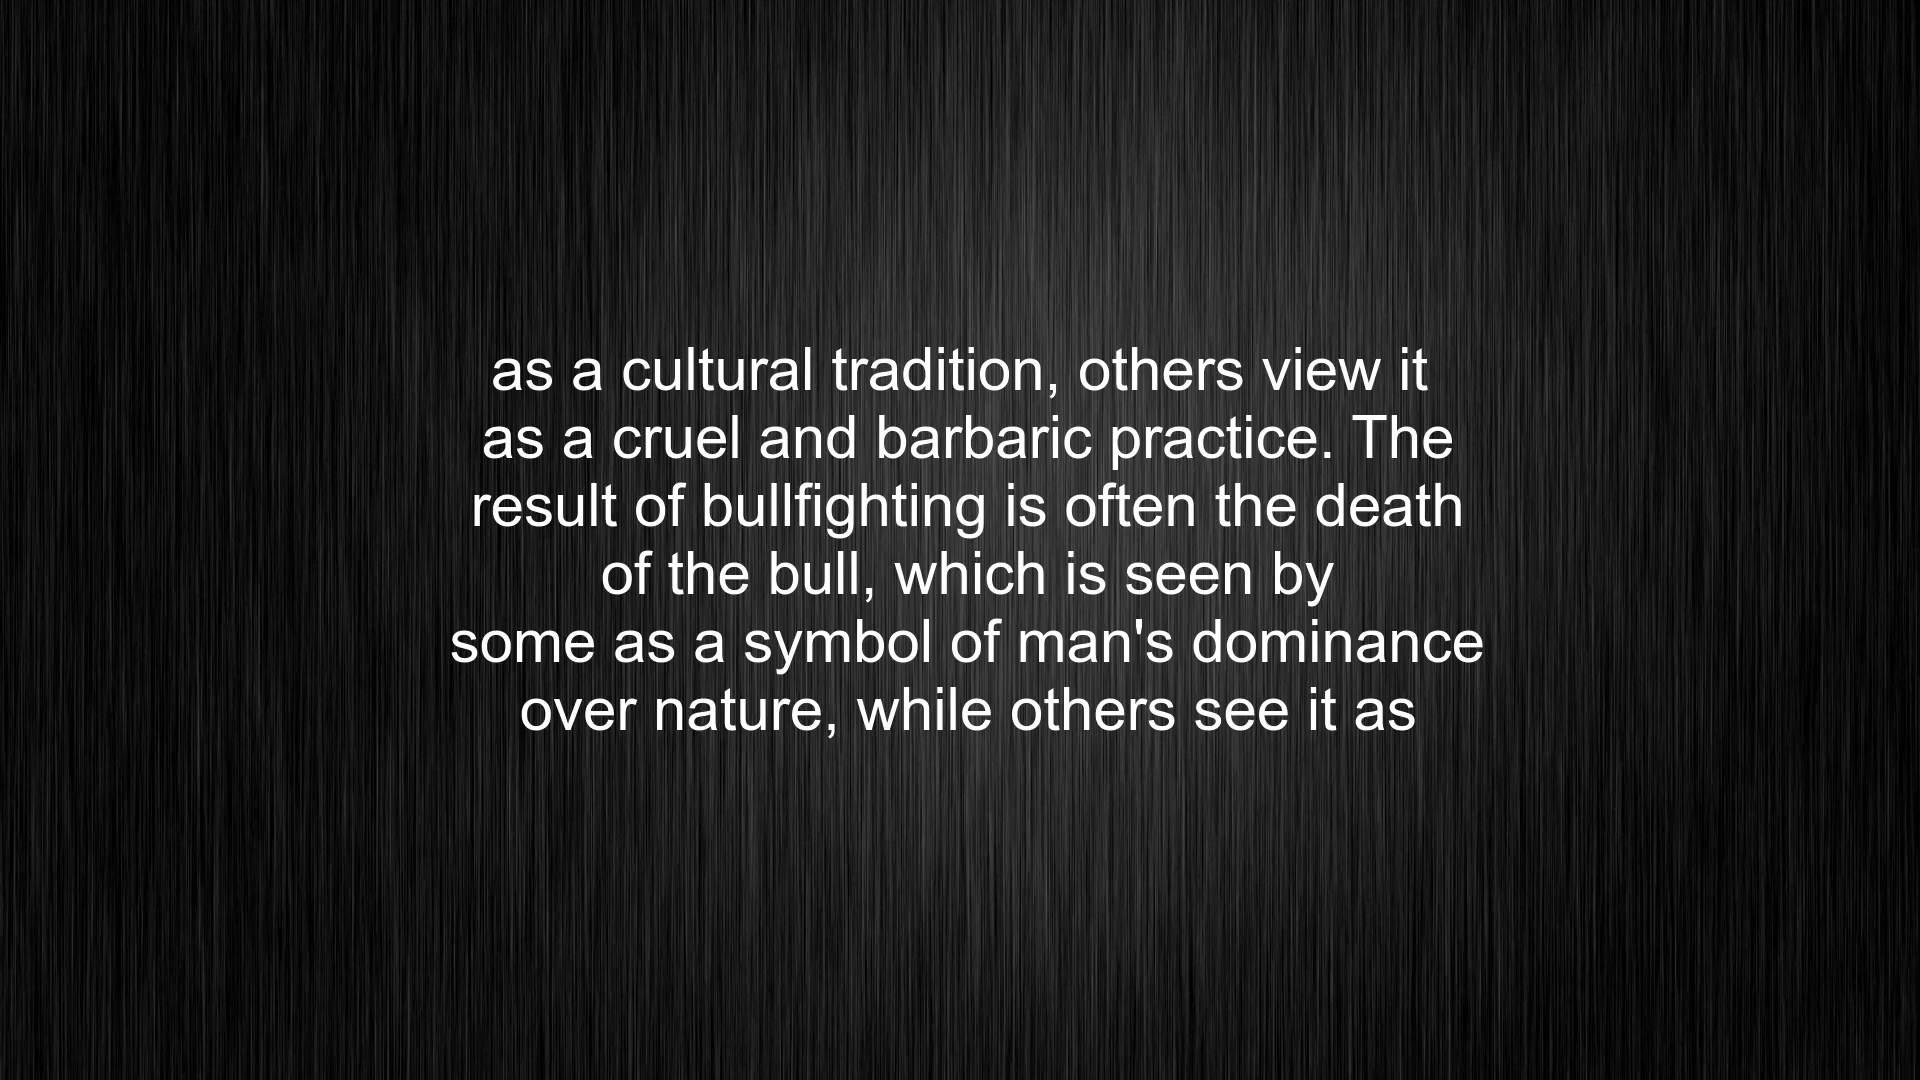 as a cultural tradition, others view it
as a cruel and barbaric practice. The
result of bullfighting is often the death
of the bull, which is seen by
some as a symbol of man's dominance
over nature, while others see it as